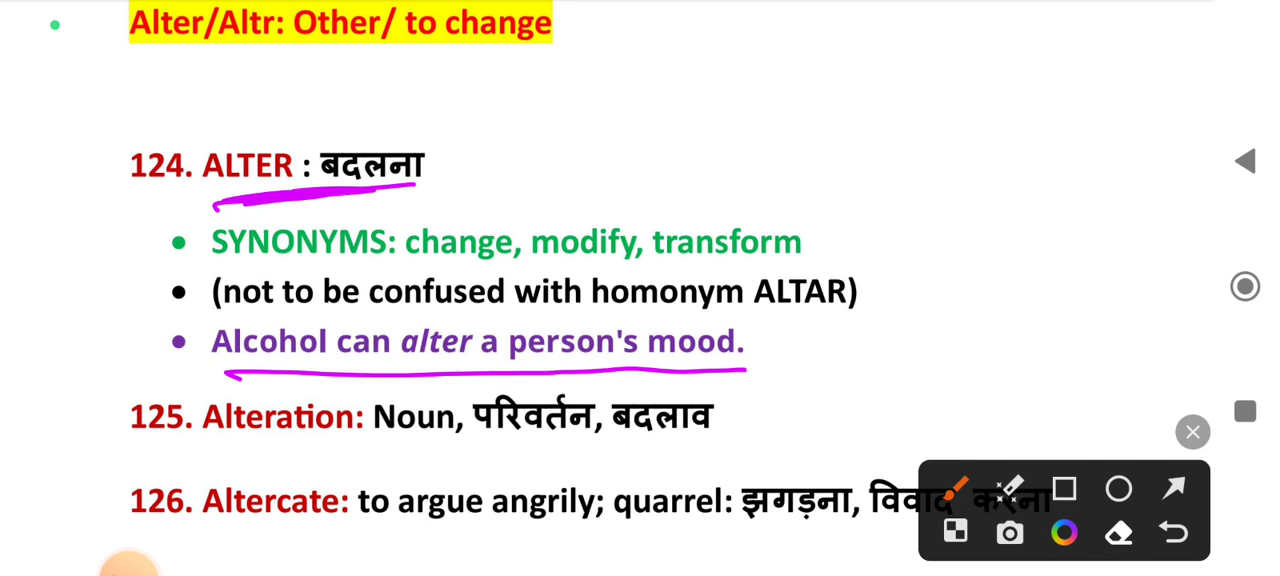 Alter/Altr: Other/ to change
124. ALTER : बदलना
SYNONYMS: change, modify, transform
(not to be confused with homonym ALTAR)
Alcohol can alter a person's mood.
125. Alteration: Noun, परिवर्तन, बदलाव
126. Altercate: to argue angrily; quarrel: झगड़ना, विवाद करना